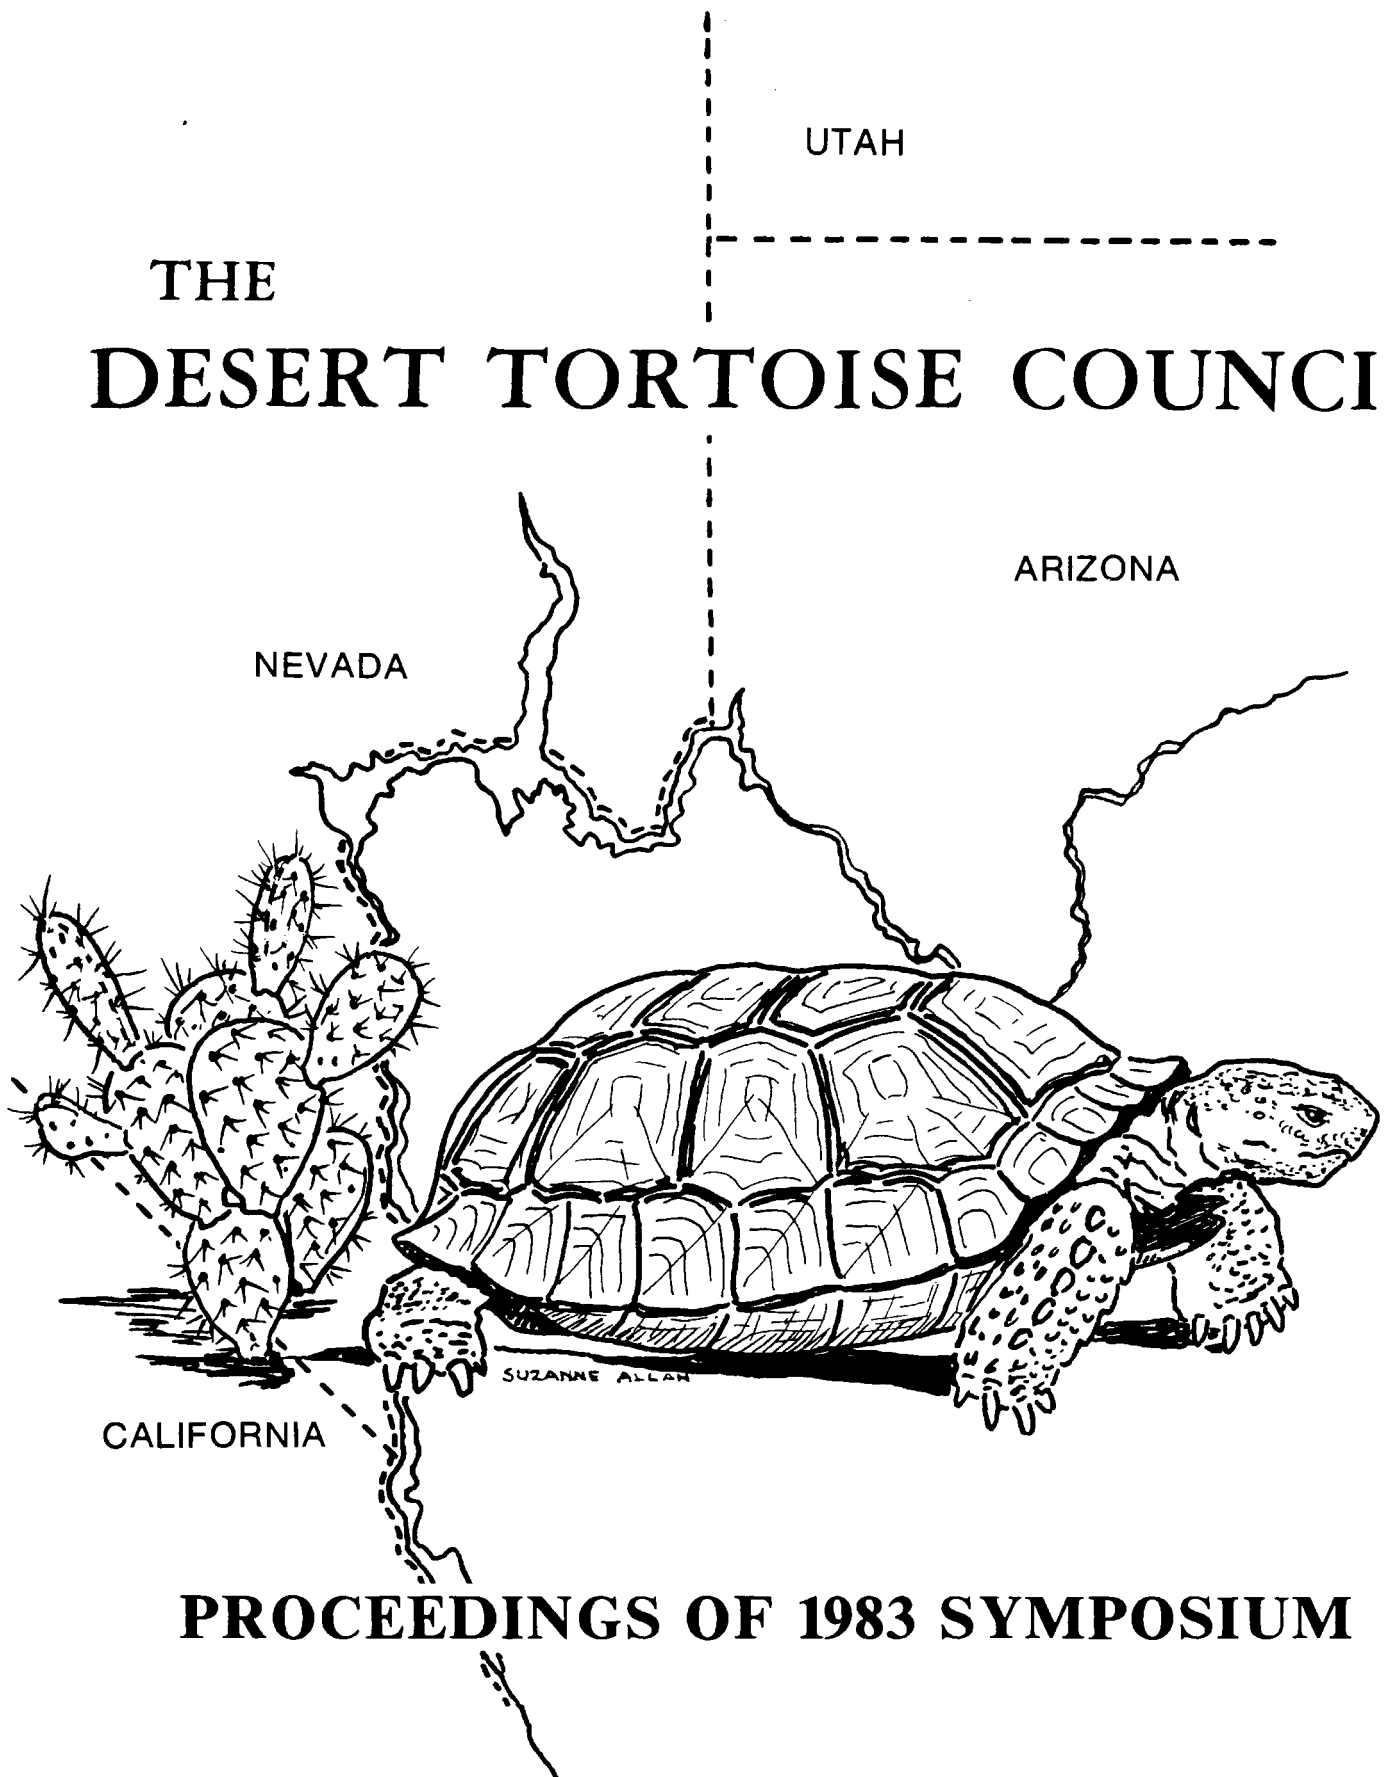 UTAH
THE
DESERT TORTOISE COUNCI
ARIZONA
NEVADA
SUZANNE ALLAN
CALIFORNIA
PROCEEDINGS OF 1983 SYMPOSIUM